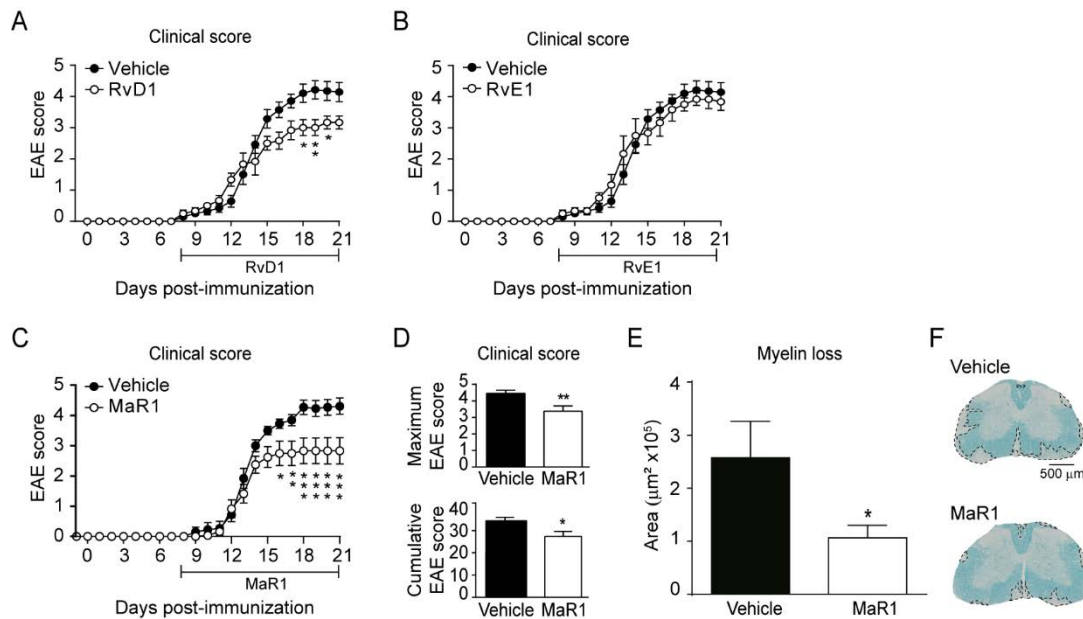 A
Clinical score
Vehicle
RvD1
EAE score
5
4
3
2
1
0
0 3 6 9 12 15 18 21
* ** *
RvD1
Days post-immunization
B
Clinical score
Vehicle
RvE1
EAE score
5
4
3
2
1
0
0 3 6 9 12 15 18 21
RvE1
Days post-immunization
C
Clinical score
Vehicle
MaR1
EAE score
5
4
3
2
1
0
0 3 6 9 12 15 18 21
* ** *** *** *** ***
MaR1
Days post-immunization
D
Clinical score
Maximum
EAE score
5
4
3
2
1
0
**
Vehicle MaR1
Cumulative
EAE score
40
30
20
10
0
*
Vehicle MaR1
E
Myelin loss
Area (µm² x10⁵)
4
3
2
1
0
*
Vehicle MaR1
F
Vehicle
500 µm
MaR1